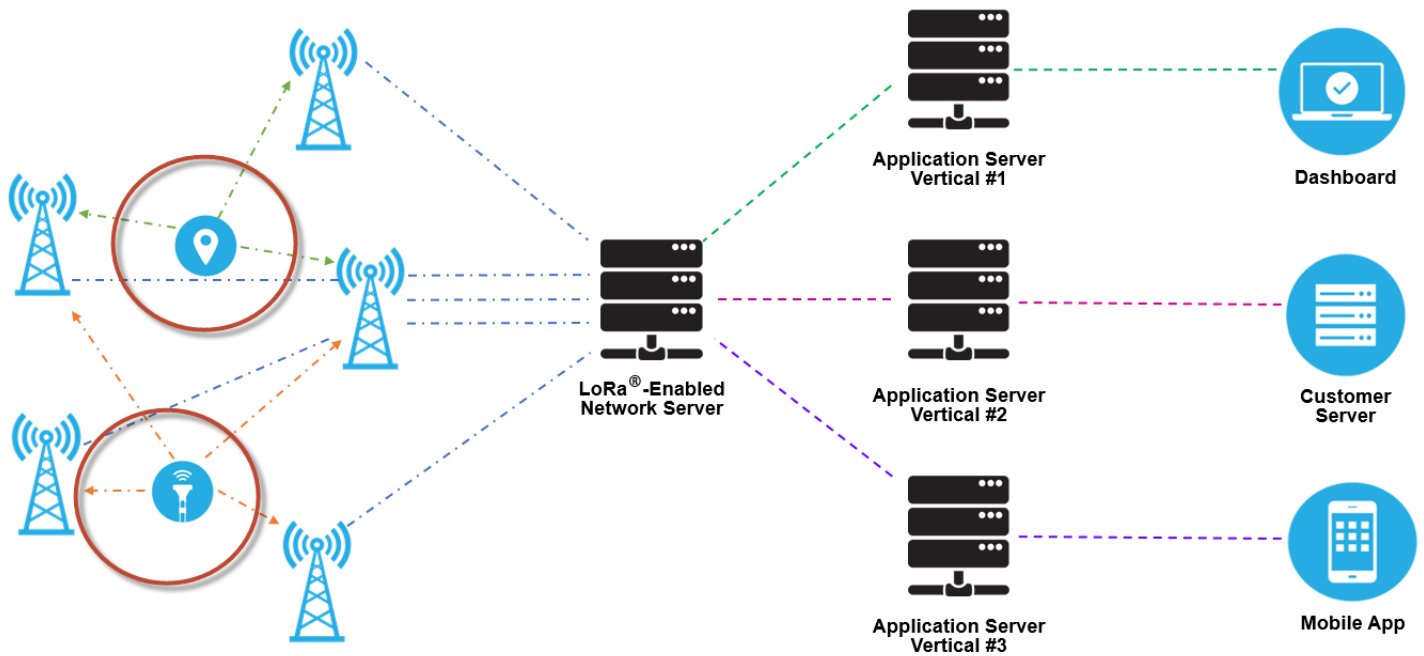 Application Server
Vertical #1
Dashboard
LoRa®-Enabled
Network Server
Application Server
Vertical #2
Customer
Server
Application Server
Vertical #3
Mobile App